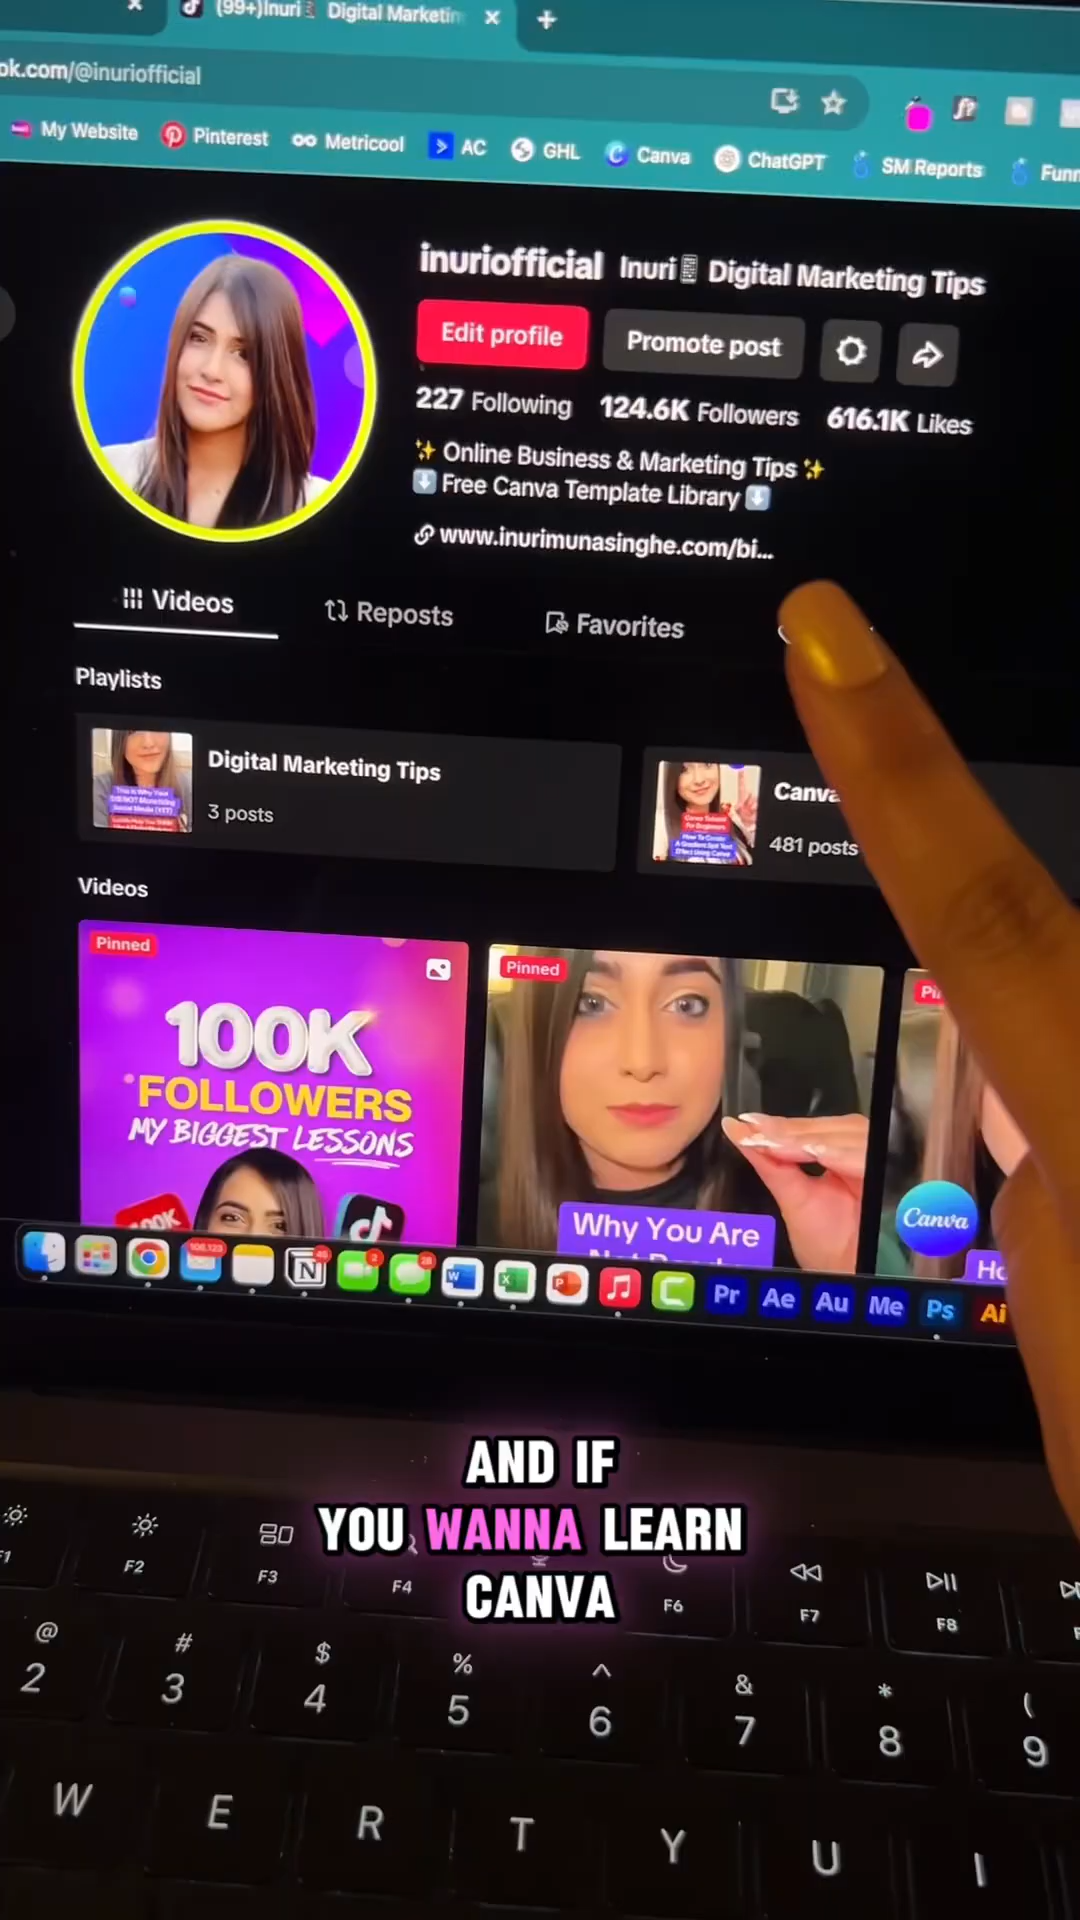 (99+)Inuri Digital Marketin
ok.com/@inuriofficial
My Website Pinterest Metricool AC GHL Canva ChatGPT SM Reports Funn
inuriofficial Inuri Digital Marketing Tips
Edit profile Promote post
227 Following 124.6K Followers 616.1K Likes
✨ Online Business & Marketing Tips ✨
⬇️ Free Canva Template Library ⬇️
www.inurimunasinghe.com/bi...
Videos Reposts Favorites
Playlists
Digital Marketing Tips
3 posts
Canva
481 posts
Videos
Pinned
100K
FOLLOWERS
MY BIGGEST LESSONS
Pinned
Why You Are
Canva
Ho
N W X P Pr Ae Au Me Ps Ai
AND IF
YOU WANNA LEARN
CANVA
F1 F2 F3 F4 F6 F7 F8
@ # $ % ^ & * (
2 3 4 5 6 7 8 9
W E R T Y U I